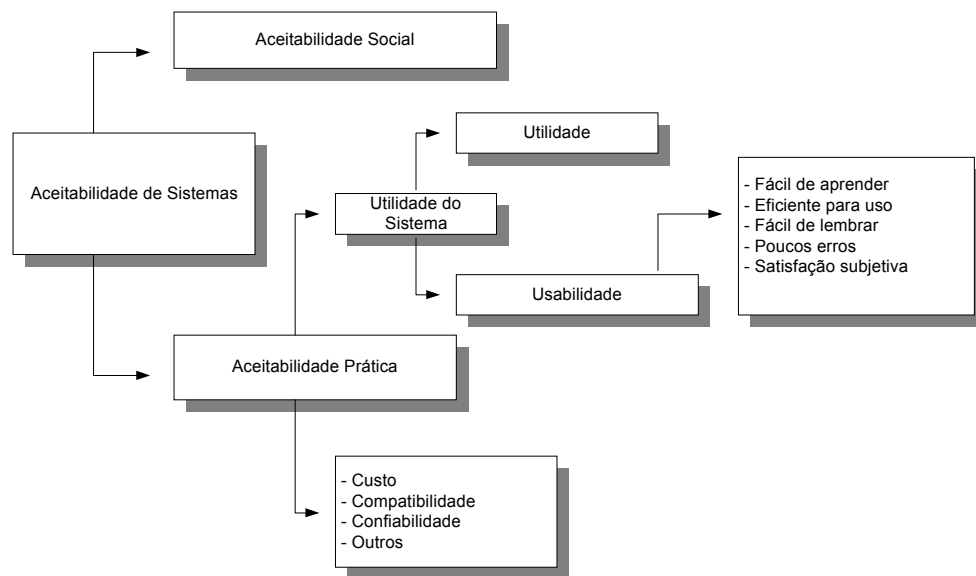 Aceitabilidade Social
Aceitabilidade de Sistemas
Utilidade
Utilidade do
Sistema
Usabilidade
- Fácil de aprender
- Eficiente para uso
- Fácil de lembrar
- Poucos erros
- Satisfação subjetiva
Aceitabilidade Prática
- Custo
- Compatibilidade
- Confiabilidade
- Outros